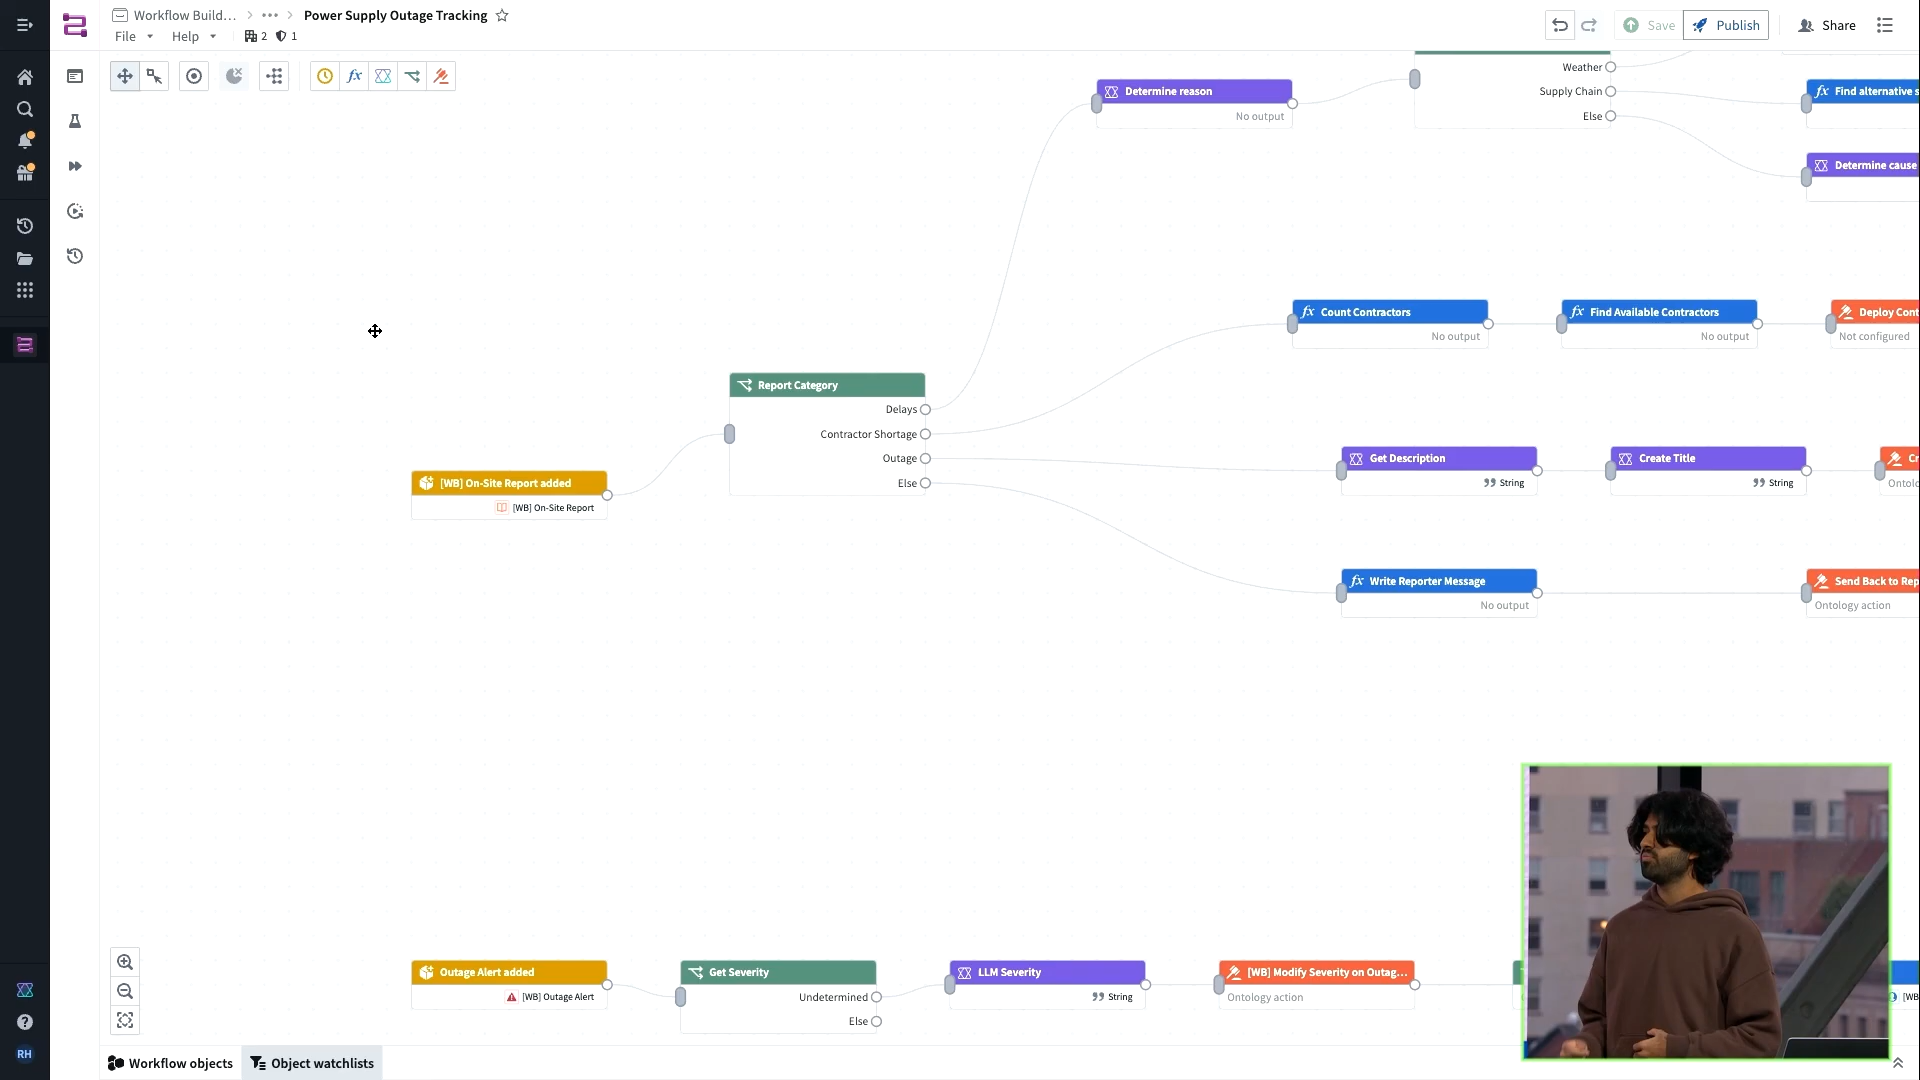 Workflow Build... > ... > Power Supply Outage Tracking
File Help 2 1
Save Publish Share
Weather
Supply Chain
Else
Determine reason
No output
Find alternative s
Determine cause
Count Contractors
No output
Find Available Contractors
No output
Deploy Cont
Not configured
Report Category
Delays
Contractor Shortage
Outage
Else
[WB] On-Site Report added
[WB] On-Site Report
Get Description
String
Create Title
String
Cr
Ontolo
Write Reporter Message
No output
Send Back to Rep
Ontology action
Outage Alert added
[WB] Outage Alert
Get Severity
Undetermined
Else
LLM Severity
String
[WB] Modify Severity on Outag...
Ontology action
[WB
RH
Workflow objects Object watchlists